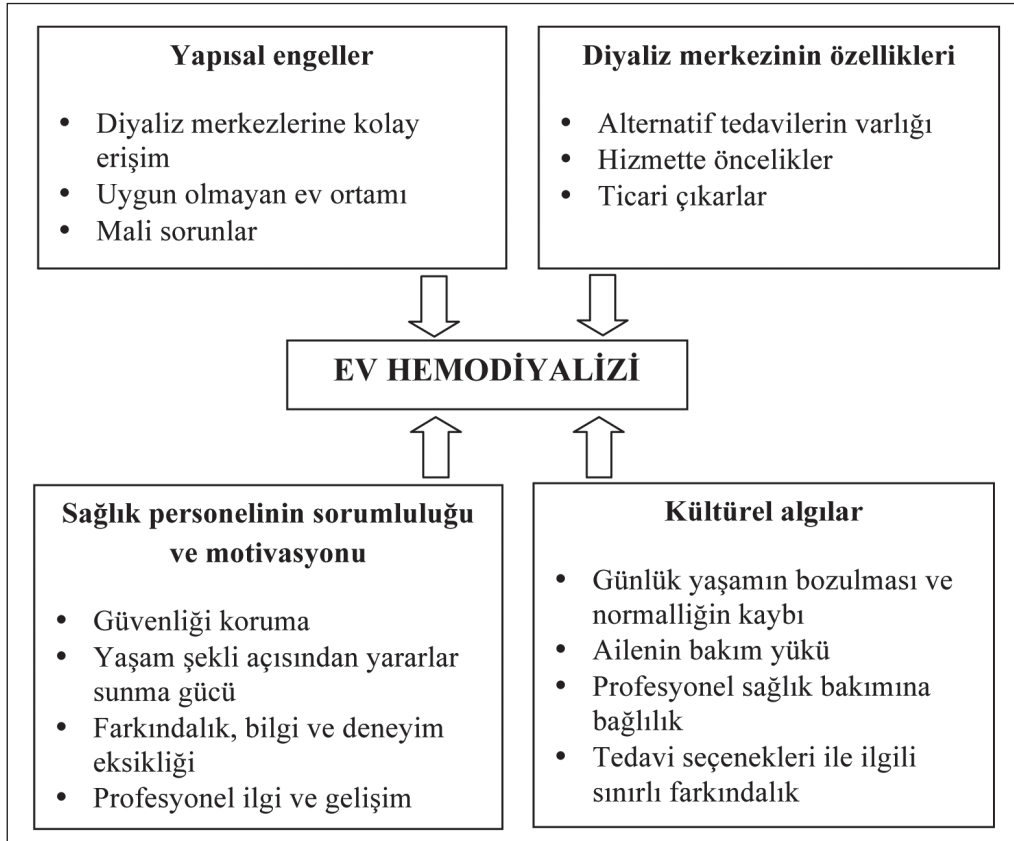 Yapısal engeller
• Diyaliz merkezlerine kolay
erişim
• Uygun olmayan ev ortamı
• Mali sorunlar
Diyaliz merkezinin özellikleri
• Alternatif tedavilerin varlığı
• Hizmette öncelikler
• Ticari çıkarlar
EV HEMODİYALİZİ
Sağlık personelinin sorumluluğu
ve motivasyonu
• Güvenliği koruma
• Yaşam şekli açısından yararlar
sunma gücü
• Farkındalık, bilgi ve deneyim
eksikliği
• Profesyonel ilgi ve gelişim
Kültürel algılar
• Günlük yaşamın bozulması ve
normalliğin kaybı
• Ailenin bakım yükü
• Profesyonel sağlık bakımına
bağlılık
• Tedavi seçenekleri ile ilgili
sınırlı farkındalık